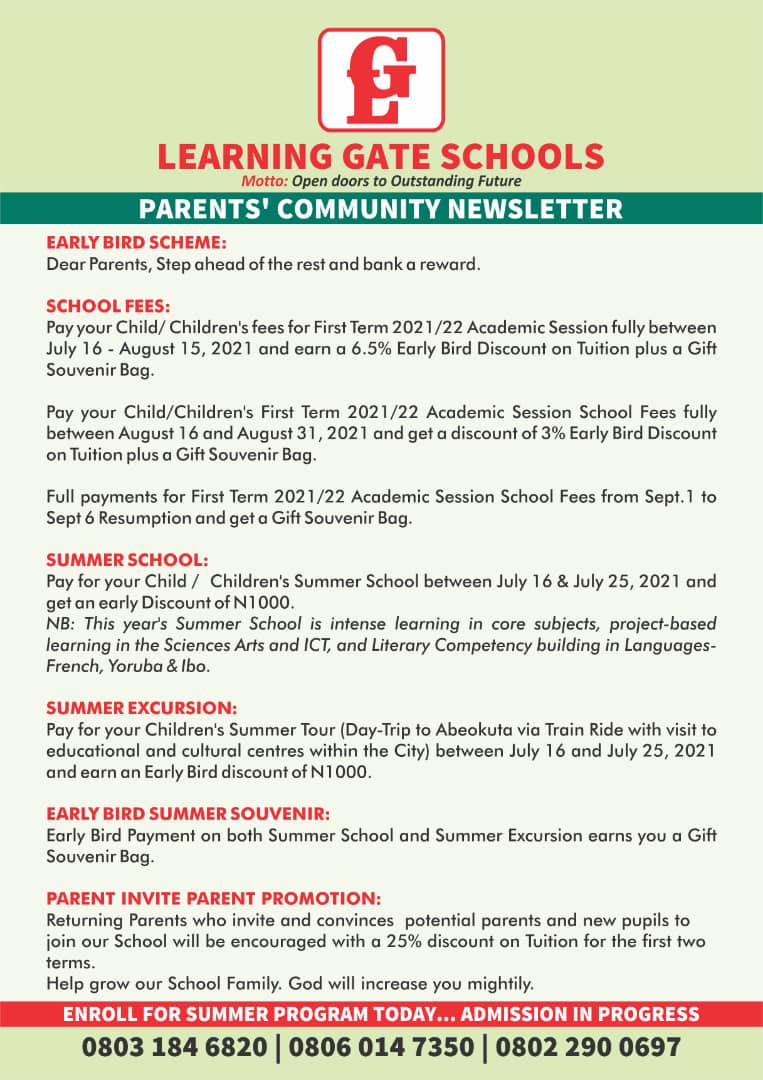 GL
LEARNING GATE SCHOOLS
Motto: Open doors to Outstanding Future
PARENTS' COMMUNITY NEWSLETTER
EARLY BIRD SCHEME:
Dear Parents, Step ahead of the rest and bank a reward.
SCHOOL FEES:
Pay your Child/ Children's fees for First Term 2021/22 Academic Session fully between
July 16 - August 15, 2021 and earn a 6.5% Early Bird Discount on Tuition plus a Gift
Souvenir Bag.
Pay your Child/Children's First Term 2021/22 Academic Session School Fees fully
between August 16 and August 31, 2021 and get a discount of 3% Early Bird Discount
on Tuition plus a Gift Souvenir Bag.
Full payments for First Term 2021/22 Academic Session School Fees from Sept.1 to
Sept 6 Resumption and get a Gift Souvenir Bag.
SUMMER SCHOOL:
Pay for your Child / Children's Summer School between July 16 & July 25, 2021 and
get an early Discount of N1000.
NB: This year's Summer School is intense learning in core subjects, project-based
learning in the Sciences Arts and ICT, and Literary Competency building in Languages-
French, Yoruba & Ibo.
SUMMER EXCURSION:
Pay for your Children's Summer Tour (Day-Trip to Abeokuta via Train Ride with visit to
educational and cultural centres within the City) between July 16 and July 25, 2021
and earn an Early Bird discount of N1000.
EARLY BIRD SUMMER SOUVENIR:
Early Bird Payment on both Summer School and Summer Excursion earns you a Gift
Souvenir Bag.
PARENT INVITE PARENT PROMOTION:
Returning Parents who invite and convinces potential parents and new pupils to
join our School will be encouraged with a 25% discount on Tuition for the first two
terms.
Help grow our School Family. God will increase you mightily.
ENROLL FOR SUMMER PROGRAM TODAY... ADMISSION IN PROGRESS
0803 184 6820 | 0806 014 7350 | 0802 290 0697